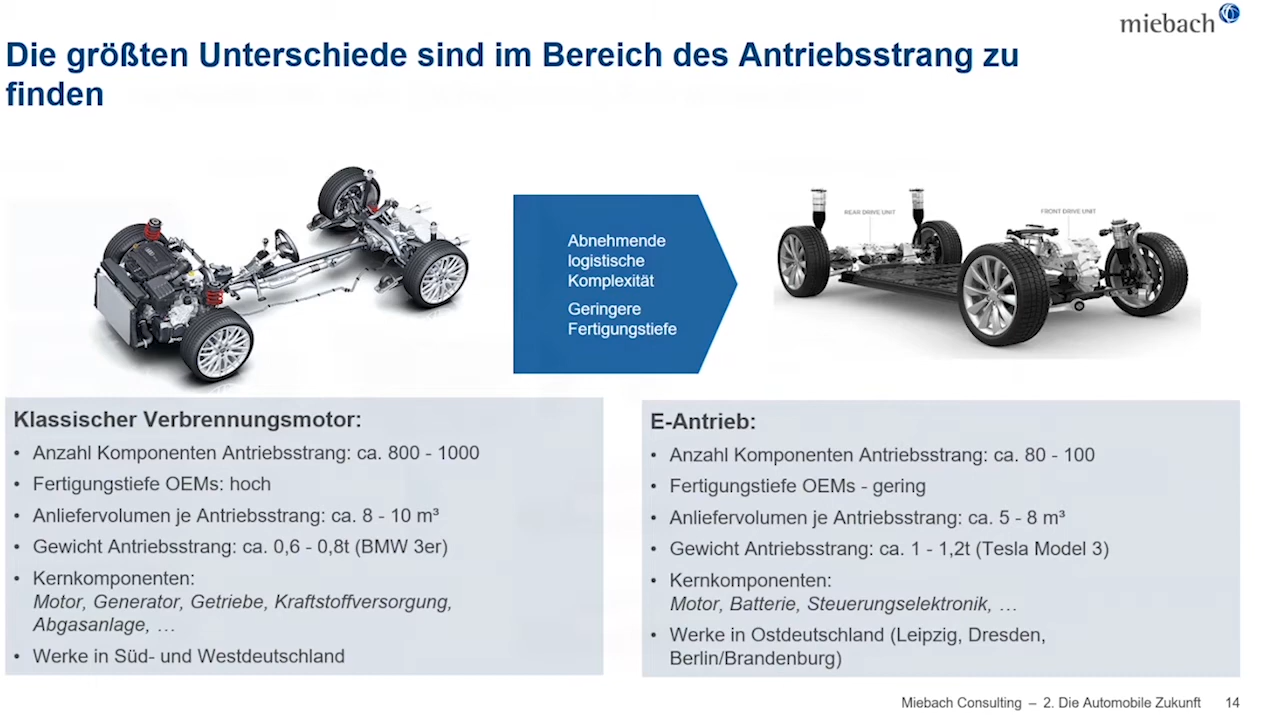 miebach
Die größten Unterschiede sind im Bereich des Antriebsstrang zu
finden
Abnehmende
logistische
Komplexität
Geringere
Fertigungstiefe
REAR DRIVE UNIT
FRONT DRIVE UNIT
Klassischer Verbrennungsmotor:
• Anzahl Komponenten Antriebsstrang: ca. 800 - 1000
• Fertigungstiefe OEMs: hoch
• Anliefervolumen je Antriebsstrang: ca. 8 - 10 m³
• Gewicht Antriebsstrang: ca. 0,6 - 0,8t (BMW 3er)
• Kernkomponenten:
Motor, Generator, Getriebe, Kraftstoffversorgung,
Abgasanlage, …
• Werke in Süd- und Westdeutschland
E-Antrieb:
• Anzahl Komponenten Antriebsstrang: ca. 80 - 100
• Fertigungstiefe OEMs - gering
• Anliefervolumen je Antriebsstrang: ca. 5 - 8 m³
• Gewicht Antriebsstrang: ca. 1 - 1,2t (Tesla Model 3)
• Kernkomponenten:
Motor, Batterie, Steuerungselektronik, …
• Werke in Ostdeutschland (Leipzig, Dresden,
Berlin/Brandenburg)
Miebach Consulting – 2. Die Automobile Zukunft 14